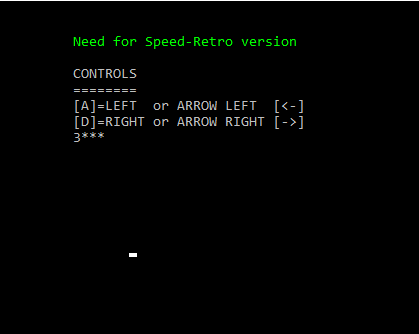 Need for Speed-Retro version
CONTROLS
========
[A]=LEFT  or ARROW LEFT  [<-]
[D]=RIGHT or ARROW RIGHT [->]
3***